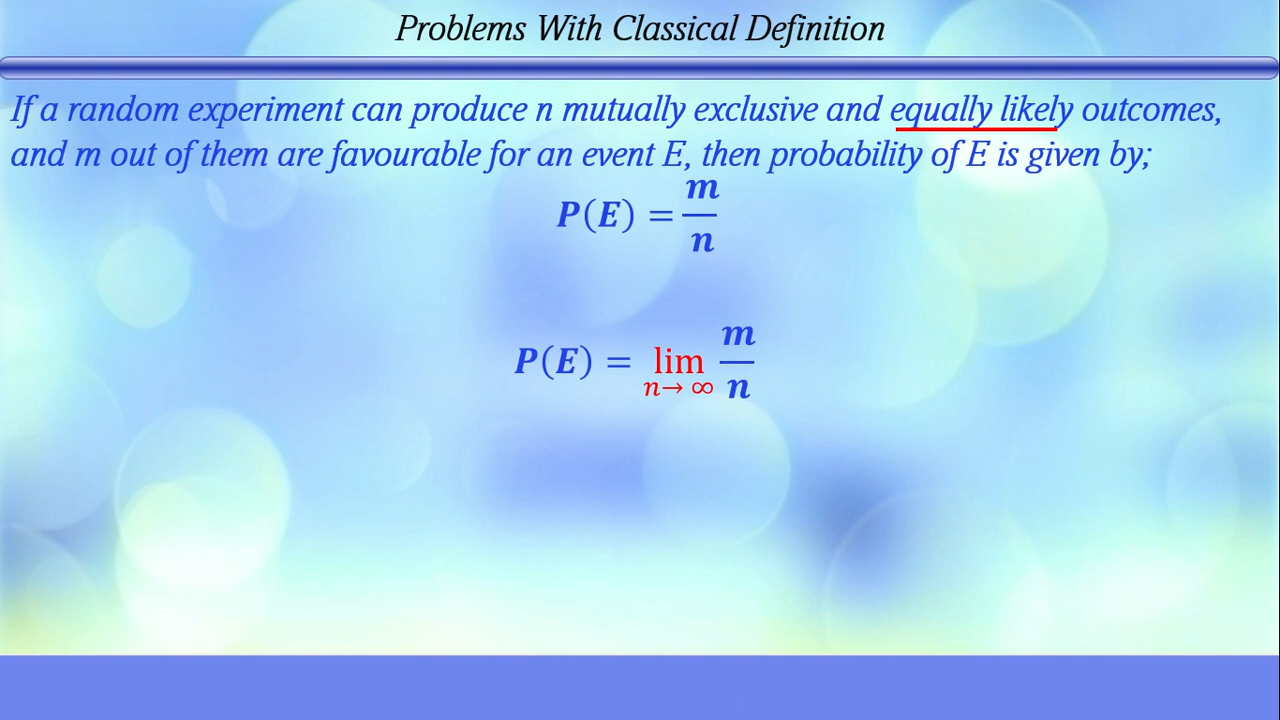 Problems With Classical Definition
If a random experiment can produce n mutually exclusive and equally likely outcomes,
and m out of them are favourable for an event E, then probability of E is given by;
P(E) = m/n
P(E) = lim n→ ∞ m/n